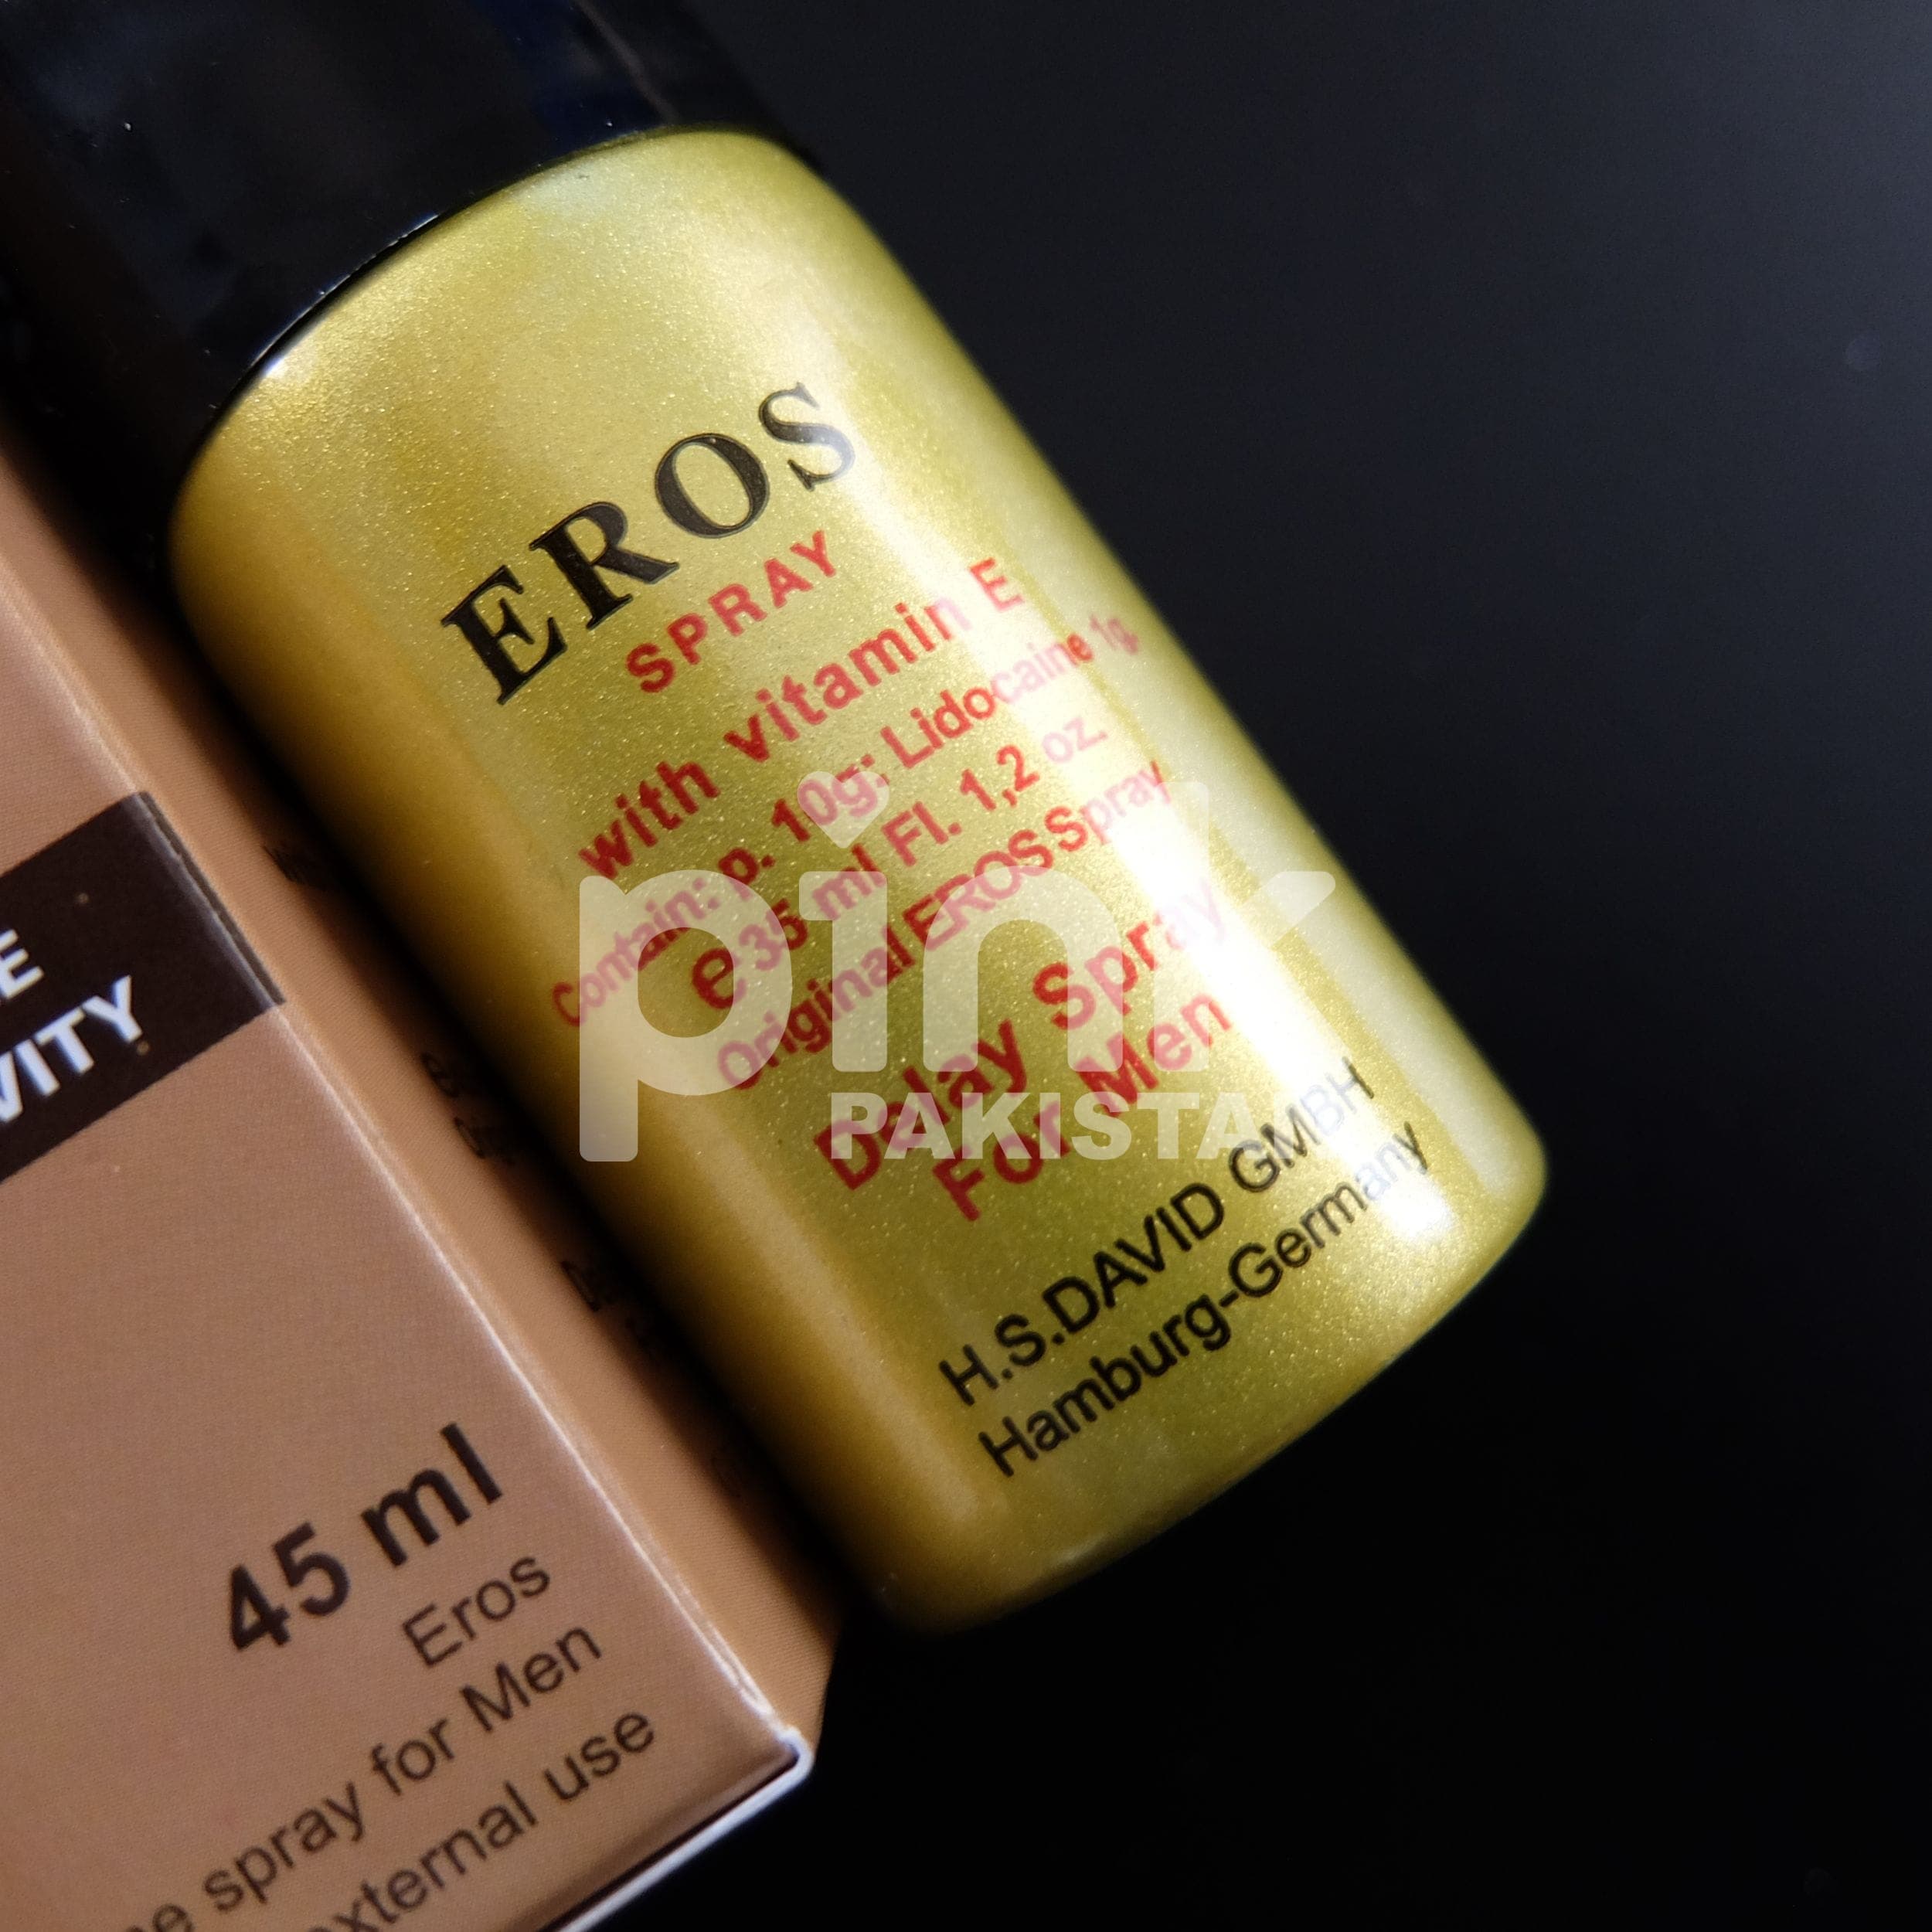 EROS
SPRAY
with vitamin E
Contain: p. 10g: Lidocaine 1g.
e 35 ml Fl. 1,2 oz.
Original EROS Spray
Delay Spray
For Men
H.S.DAVID GMBH
Hamburg-Germany
pink
PAKISTA
E
VITY
45 ml
Eros
spray for Men
external use